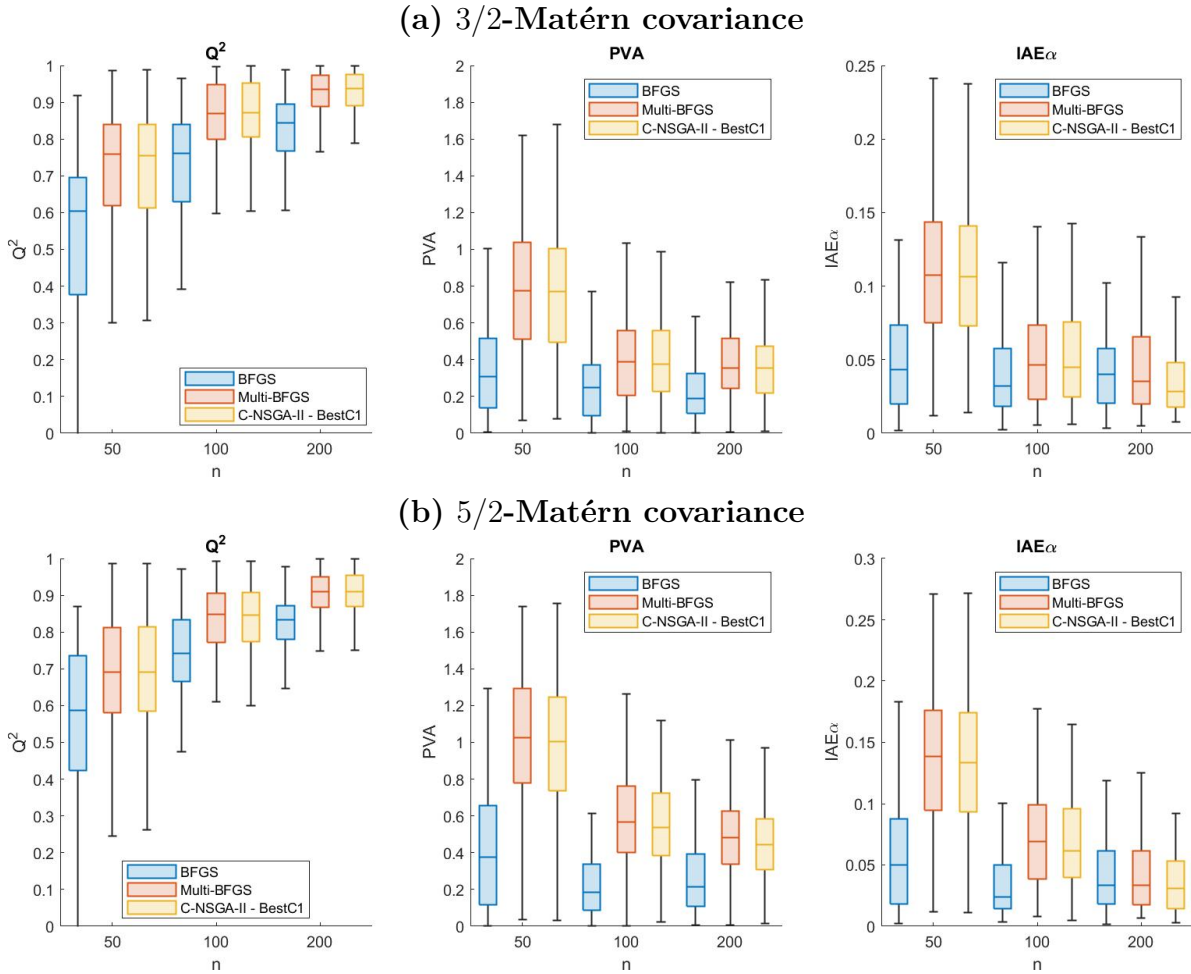 (a) 3/2-Matérn covariance
Q²
1
0.9
0.8
0.7
0.6
0.5
0.4
0.3
0.2
0.1
0
Q²
BFGS
Multi-BFGS
C-NSGA-II - BestC1
50
100
200
n
PVA
2
1.8
1.6
1.4
1.2
1
0.8
0.6
0.4
0.2
0
PVA
BFGS
Multi-BFGS
C-NSGA-II - BestC1
50
100
200
n
IAEα
0.25
0.2
0.15
0.1
0.05
0
IAEα
BFGS
Multi-BFGS
C-NSGA-II - BestC1
50
100
200
n
(b) 5/2-Matérn covariance
Q²
1
0.9
0.8
0.7
0.6
0.5
0.4
0.3
0.2
0.1
0
Q²
BFGS
Multi-BFGS
C-NSGA-II - BestC1
50
100
200
n
PVA
2
1.8
1.6
1.4
1.2
1
0.8
0.6
0.4
0.2
0
PVA
BFGS
Multi-BFGS
C-NSGA-II - BestC1
50
100
200
n
IAEα
0.3
0.25
0.2
0.15
0.1
0.05
0
IAEα
BFGS
Multi-BFGS
C-NSGA-II - BestC1
50
100
200
n